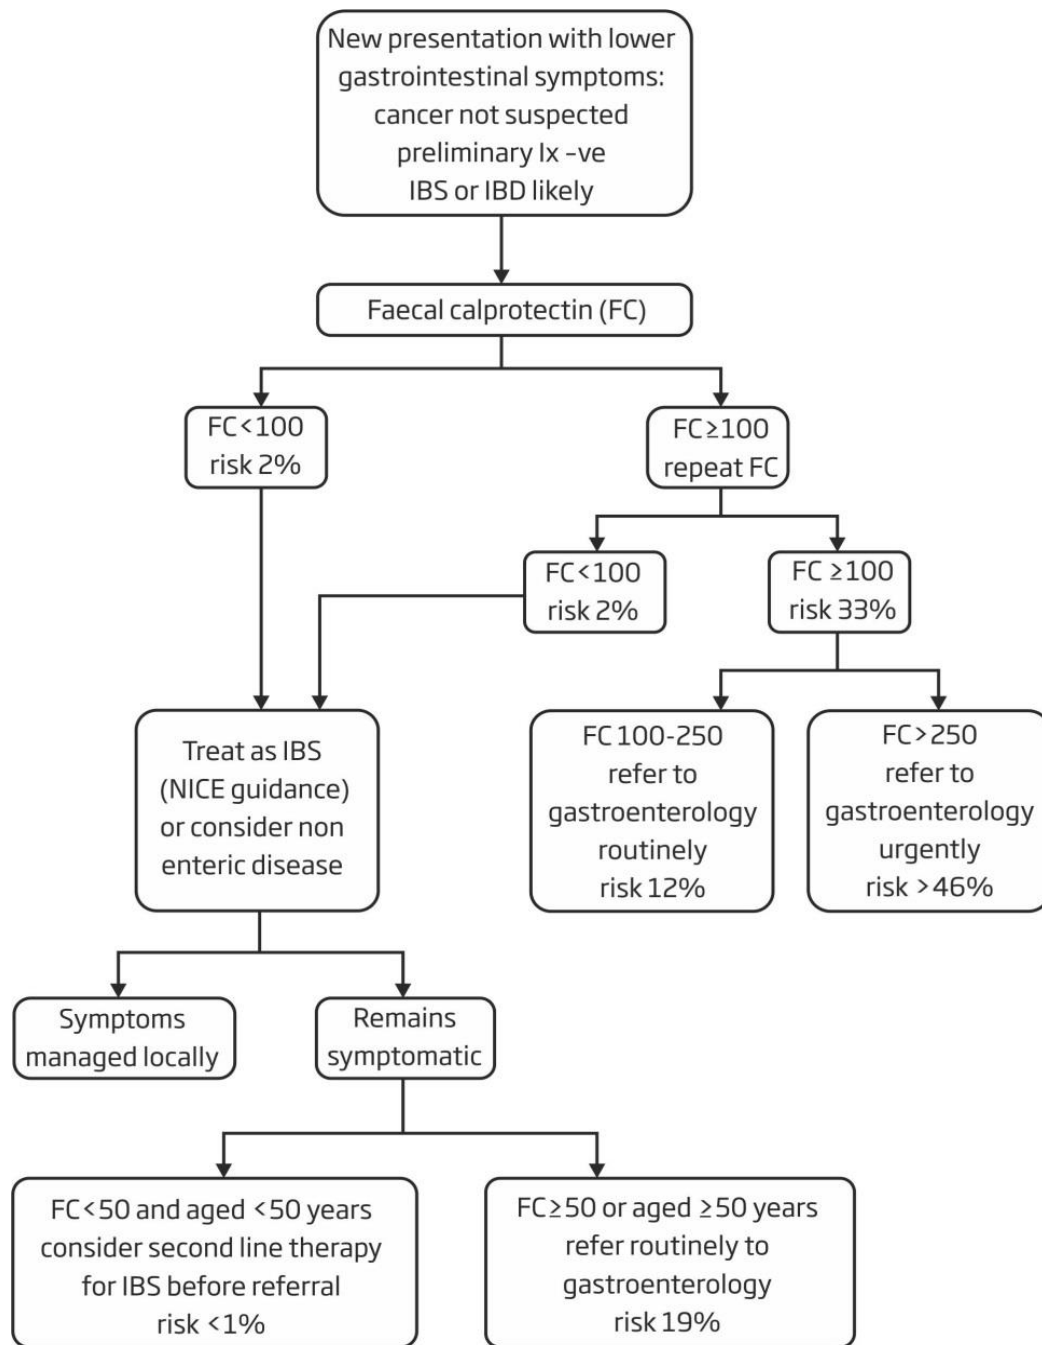 New presentation with lower
gastrointestinal symptoms:
cancer not suspected
preliminary Ix –ve
IBS or IBD likely
Faecal calprotectin (FC)
FC<100
risk 2%
FC≥100
repeat FC
FC<100
risk 2%
FC ≥100
risk 33%
Treat as IBS
(NICE guidance)
or consider non
enteric disease
FC 100-250
refer to
gastroenterology
routinely
risk 12%
FC>250
refer to
gastroenterology
urgently
risk >46%
Symptoms
managed locally
Remains
symptomatic
FC<50 and aged <50 years
consider second line therapy
for IBS before referral
risk <1%
FC≥50 or aged ≥50 years
refer routinely to
gastroenterology
risk 19%